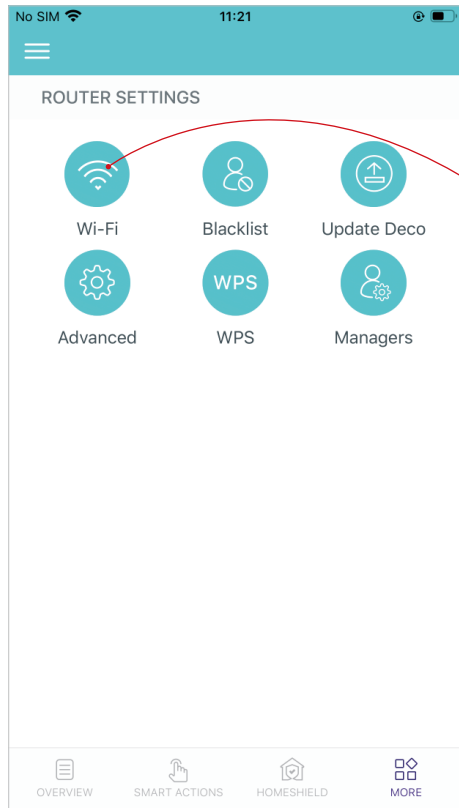 No SIM 11:21
ROUTER SETTINGS
Wi-Fi Blacklist Update Deco
WPS
Advanced WPS Managers
OVERVIEW SMART ACTIONS HOMESHIELD MORE